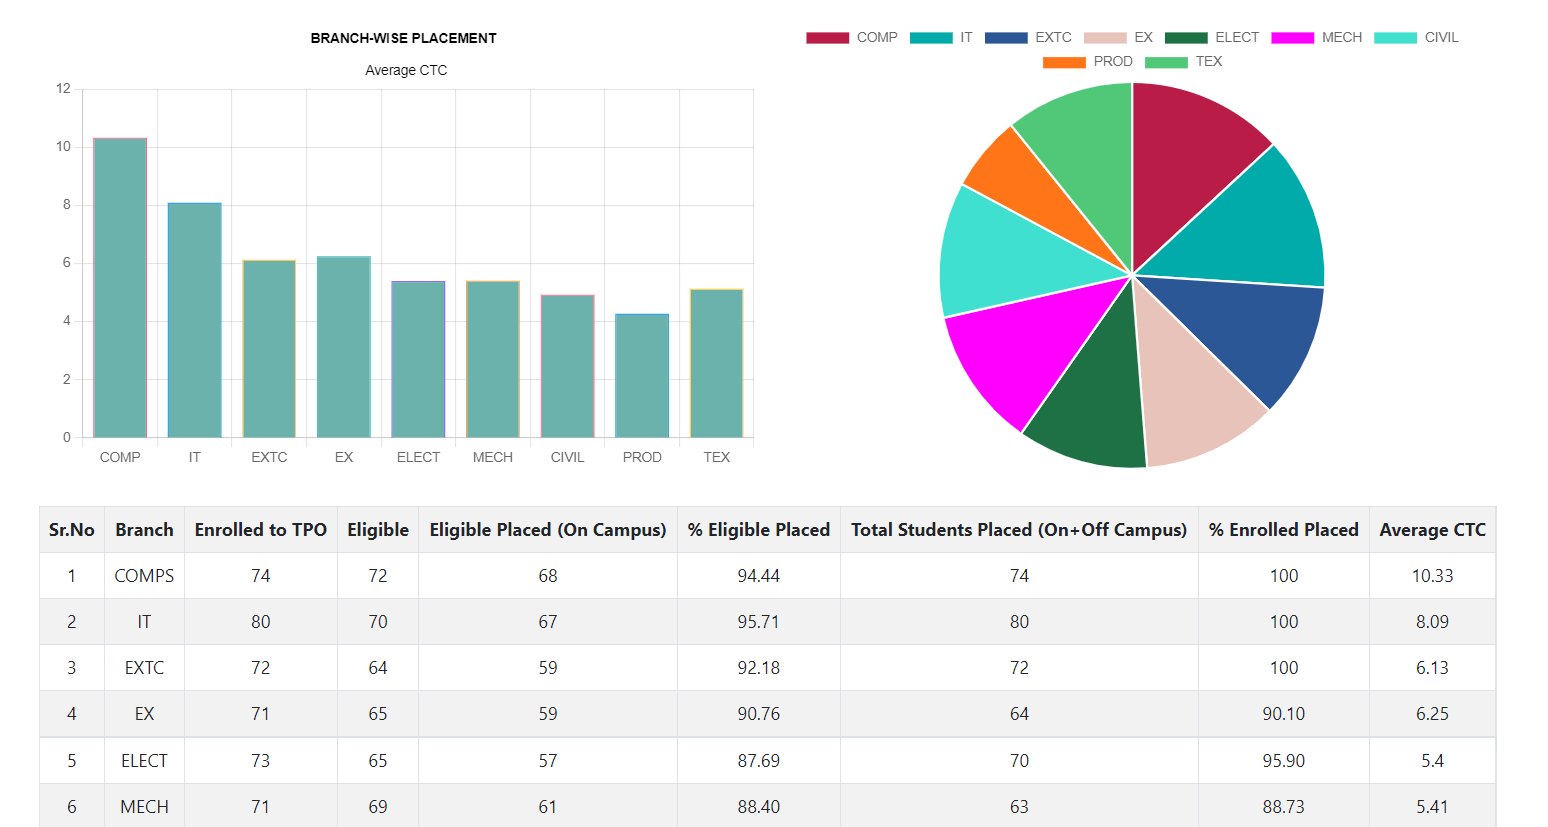 BRANCH-WISE PLACEMENT
Average CTC
12
10
8
6
4
2
0
COMP IT EXTC EX ELECT MECH CIVIL PROD TEX
COMP IT EXTC EX ELECT MECH CIVIL
PROD TEX
Sr.No Branch Enrolled to TPO Eligible Eligible Placed (On Campus) % Eligible Placed Total Students Placed (On+Off Campus) % Enrolled Placed Average CTC
1 COMPS 74 72 68 94.44 74 100 10.33
2 IT 80 70 67 95.71 80 100 8.09
3 EXTC 72 64 59 92.18 72 100 6.13
4 EX 71 65 59 90.76 64 90.10 6.25
5 ELECT 73 65 57 87.69 70 95.90 5.4
6 MECH 71 69 61 88.40 63 88.73 5.41